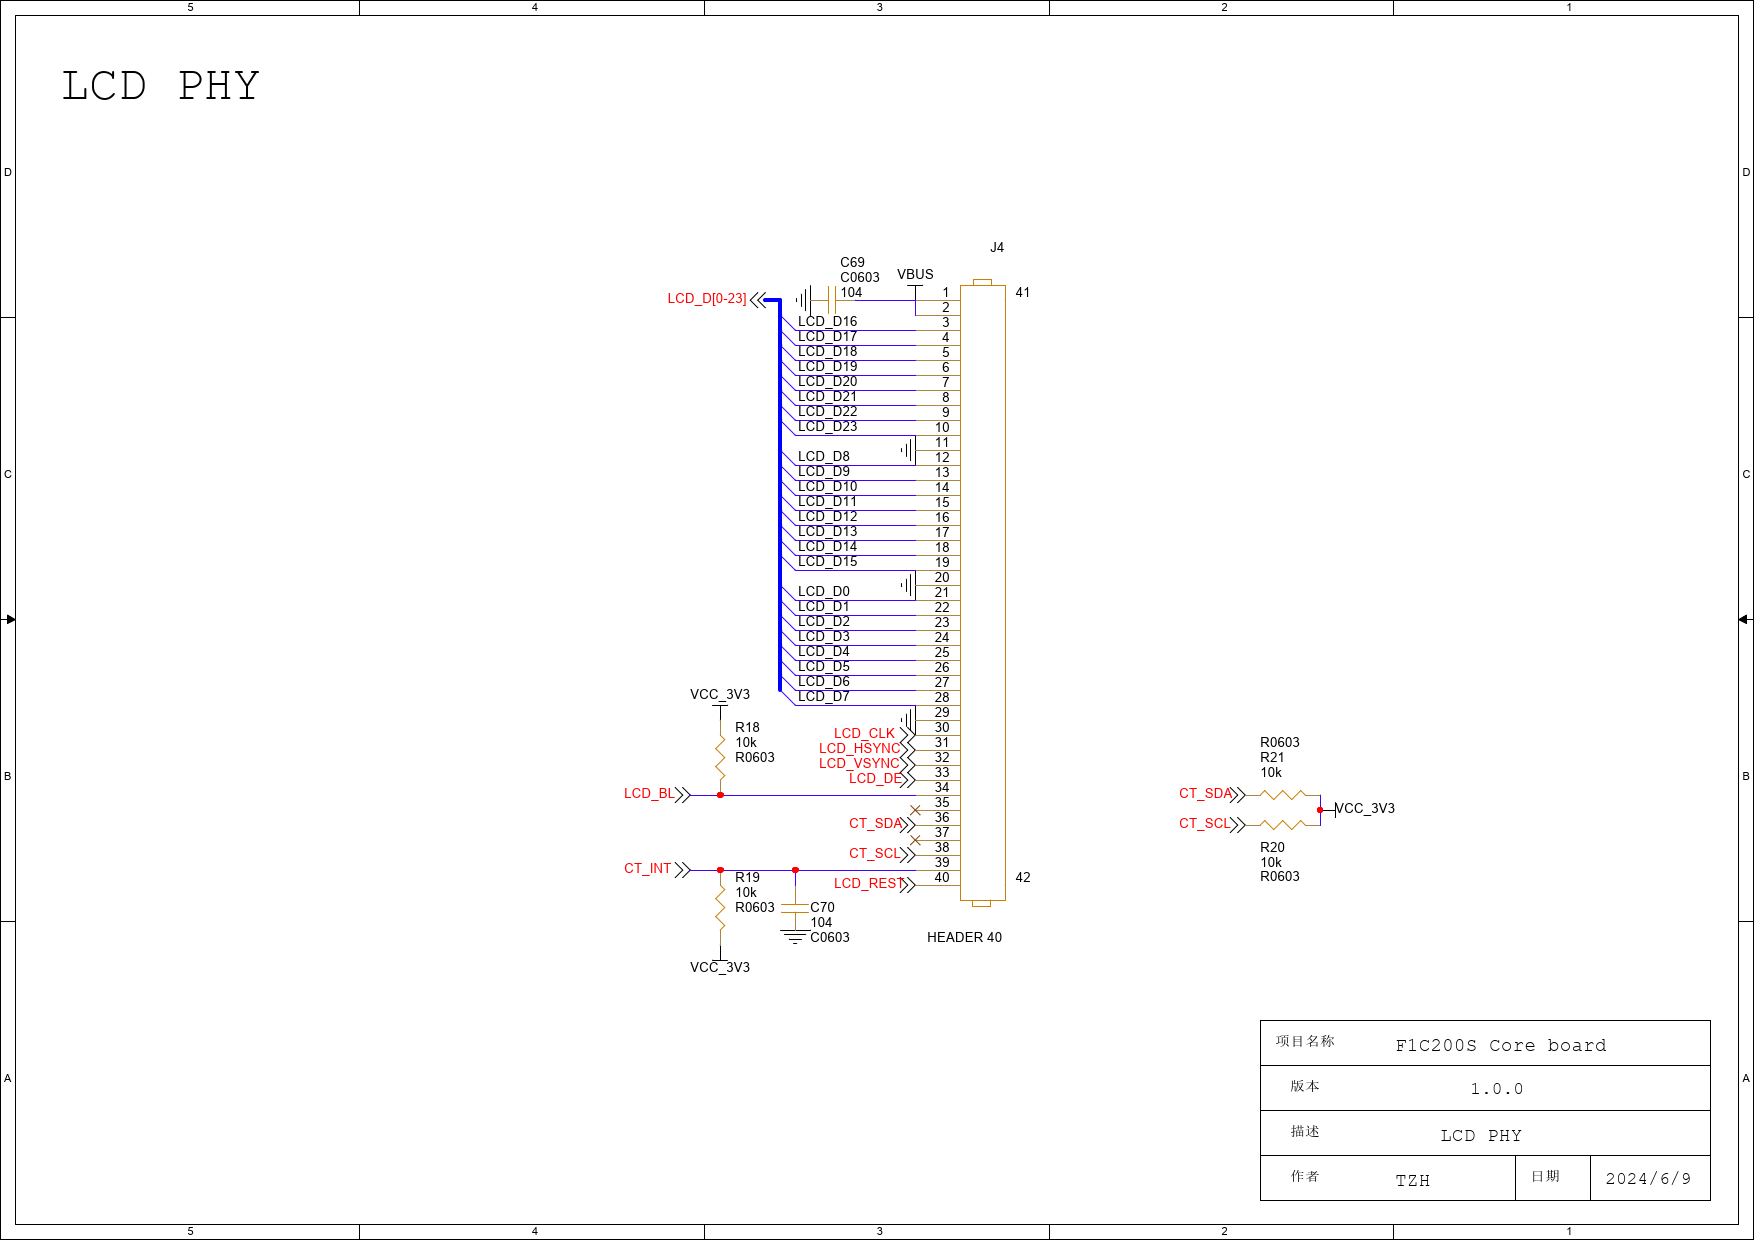 5 4 3 2 1
LCD PHY
D D
J4
C69
C0603
104
VBUS
LCD_D[0-23]
1
41
2
LCD_D16 3
LCD_D17 4
LCD_D18 5
LCD_D19 6
LCD_D20 7
LCD_D21 8
LCD_D22 9
LCD_D23 10
11
LCD_D8 12
LCD_D9 13
C C
LCD_D10 14
LCD_D11 15
LCD_D12 16
LCD_D13 17
LCD_D14 18
LCD_D15 19
20
LCD_D0 21
LCD_D1 22
LCD_D2 23
LCD_D3 24
LCD_D4 25
LCD_D5 26
LCD_D6 27
LCD_D7 28
VCC_3V3
29
R18
10k
R0603
LCD_CLK 30
LCD_HSYNC 31
LCD_VSYNC 32
LCD_DE 33
B B
LCD_BL 34
35
CT_SDA 36
37
CT_SCL 38
CT_INT 39
LCD_REST 40
42
R19
10k
R0603
C70
104
C0603
VCC_3V3
HEADER 40
R0603
R21
10k
CT_SDA
VCC_3V3
CT_SCL
R20
10k
R0603
A A
项目名称 F1C200S Core board
版本 1.0.0
描述 LCD PHY
作者 TZH 日期 2024/6/9
5 4 3 2 1